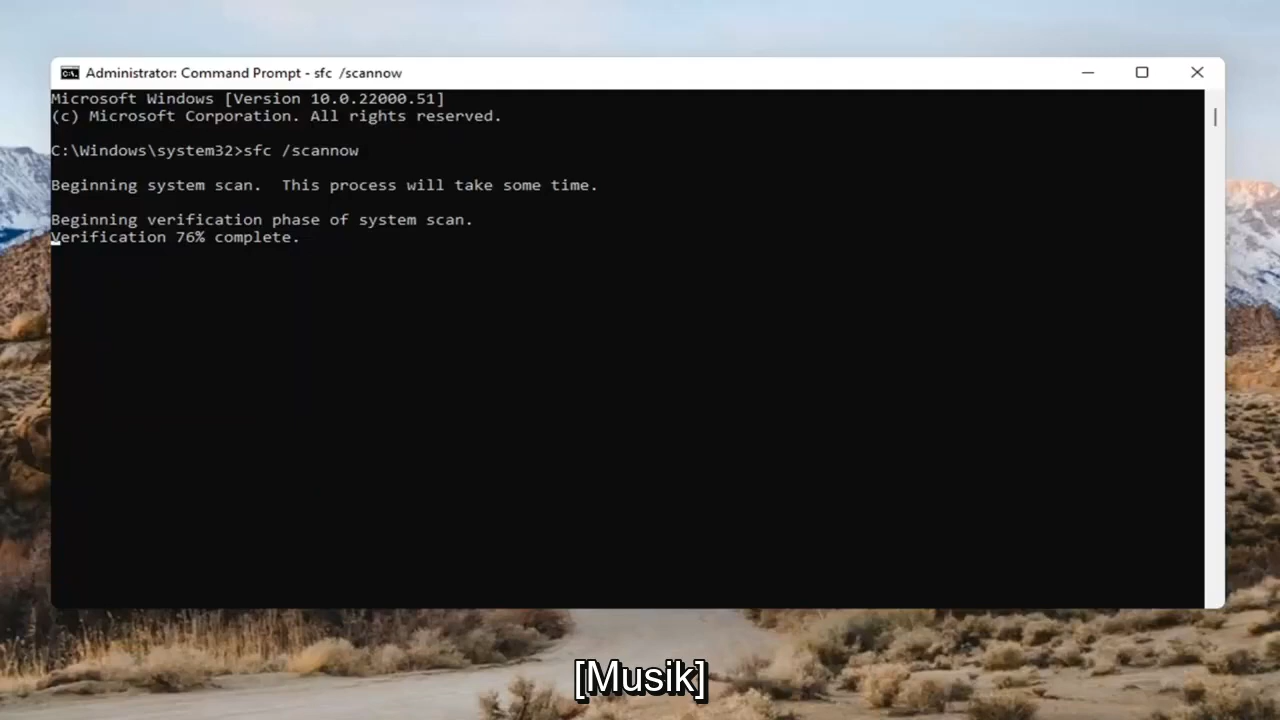 Administrator: Command Prompt - sfc  /scannow
Microsoft Windows [Version 10.0.22000.51]
(c) Microsoft Corporation. All rights reserved.
C:\Windows\system32>sfc /scannow
Beginning system scan.  This process will take some time.
Beginning verification phase of system scan.
Verification 76% complete.
[Musik]